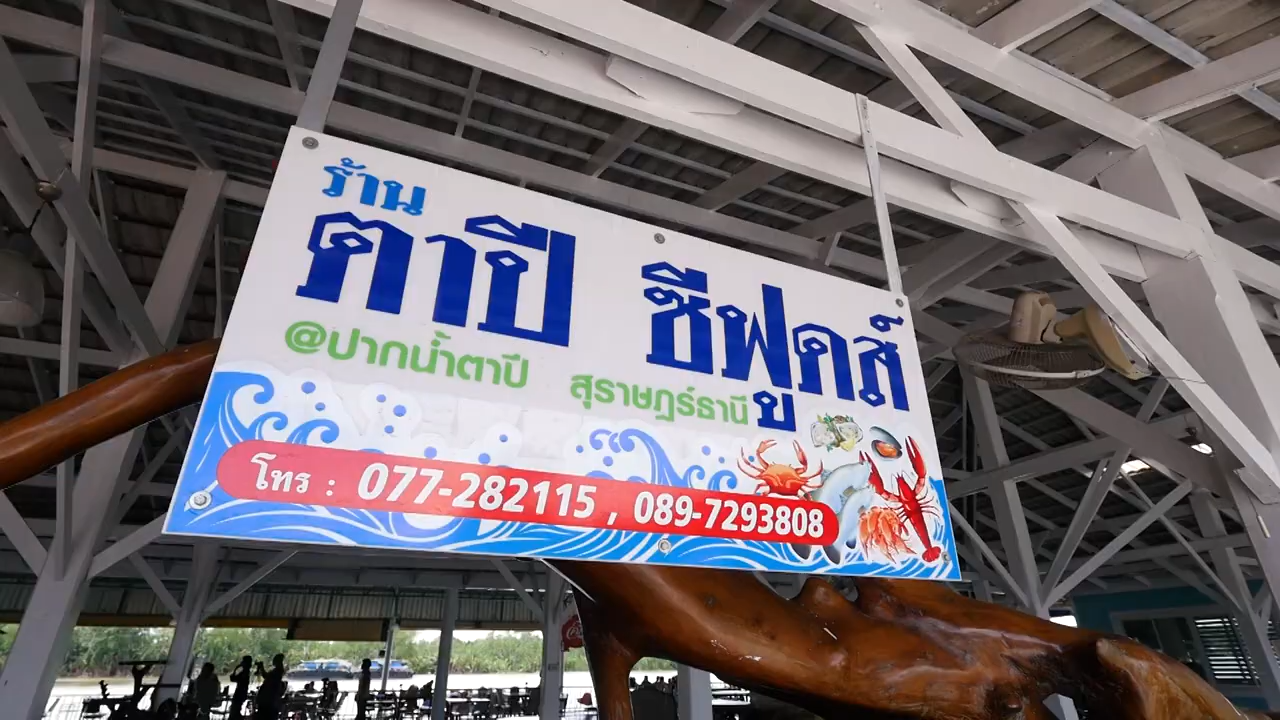 ร้าน
ตาปี ซีฟูดส์
@ปากน้ำตาปี สุราษฎร์ธานี
โทร : 077-282115 , 089-7293808